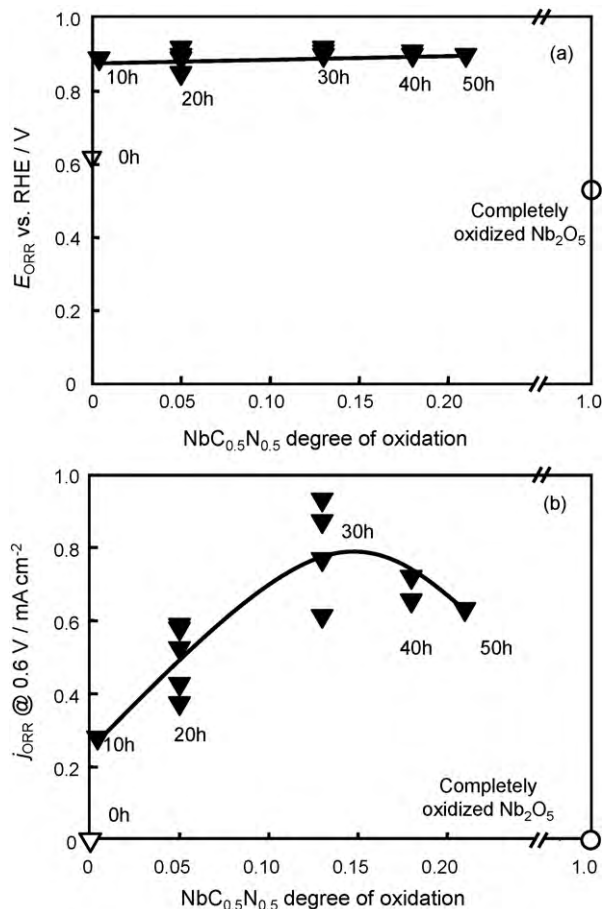 1.0
(a)
10h
30h
40h
50h
0.8
20h
0.6
0h
Completely
oxidized Nb2O5
0.4
0.2
0
E_ORR vs. RHE / V
0
0.05
0.10
0.15
0.20
1.0
NbC0.5N0.5 degree of oxidation
1.0
(b)
0.8
30h
0.6
40h
50h
0.4
20h
10h
0.2
Completely
oxidized Nb2O5
0h
0
jORR @ 0.6 V / mA cm-2
0
0.05
0.10
0.15
0.20
1.0
NbC0.5N0.5 degree of oxidation